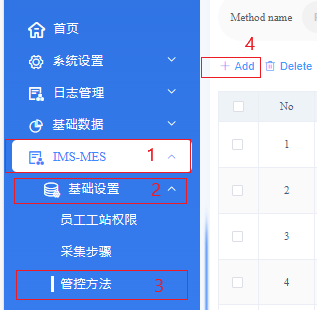 首页
系统设置
日志管理
基础数据
IMS-MES 1
基础设置 2
员工工站权限
采集步骤
管控方法 3
Method name
4
+ Add Delete
No
1
2
3
4